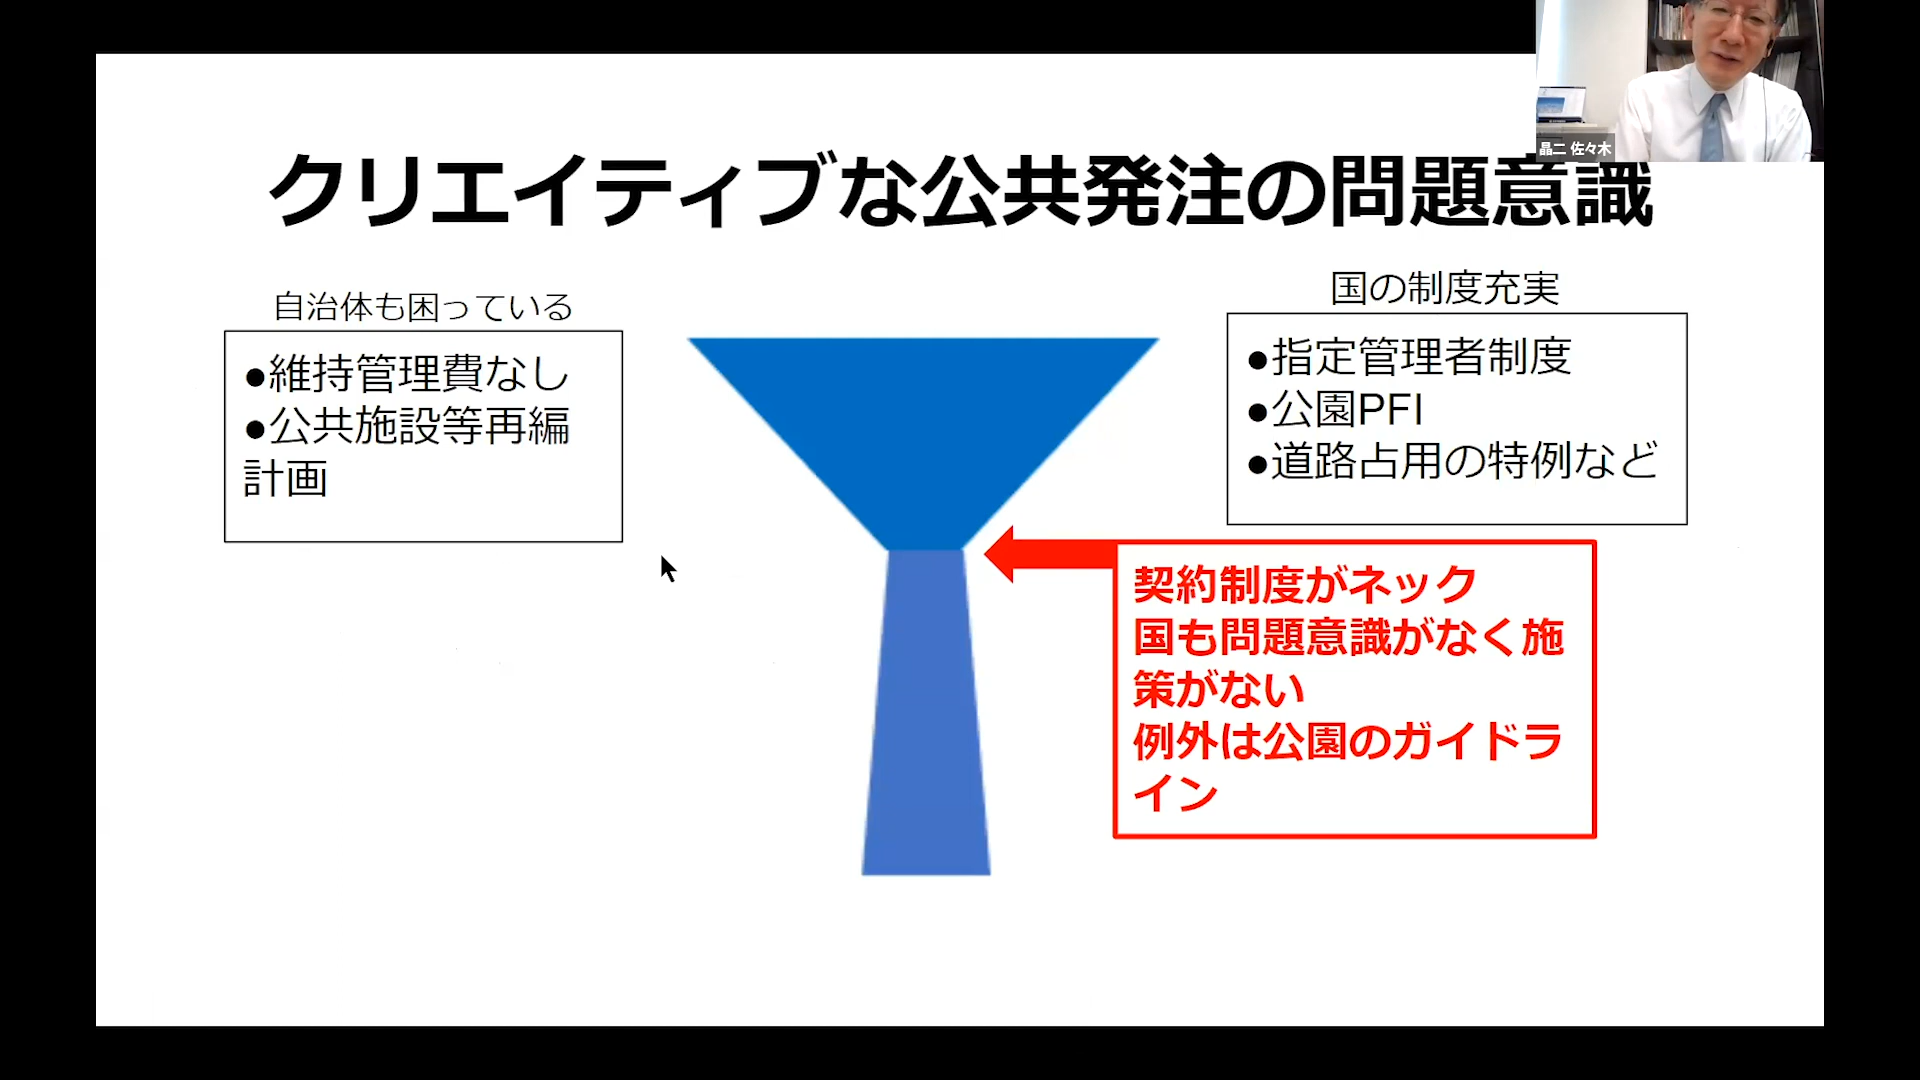 晶二 佐々木
クリエイティブな公共発注の問題意識
自治体も困っている
●維持管理費なし
●公共施設等再編
計画
国の制度充実
●指定管理者制度
●公園PFI
●道路占用の特例など
契約制度がネック
国も問題意識がなく施
策がない
例外は公園のガイドラ
イン